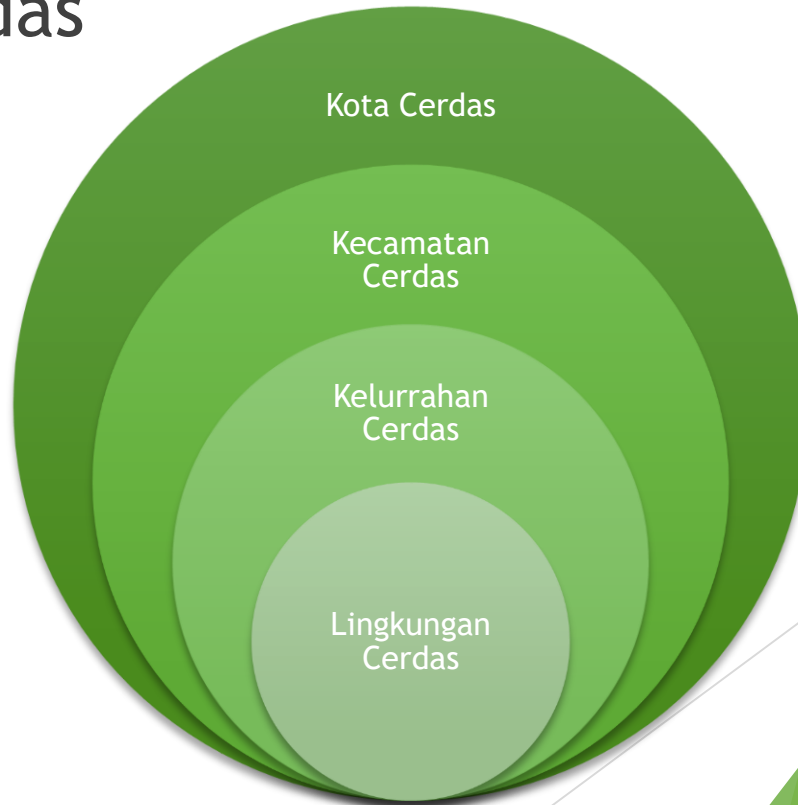 das
Kota Cerdas
Kecamatan
Cerdas
Kelurrahan
Cerdas
Lingkungan
Cerdas